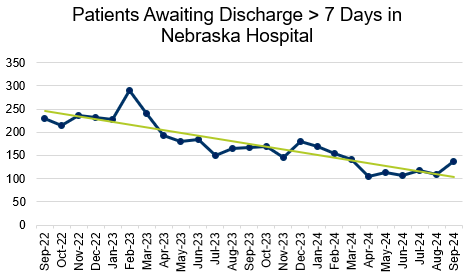 Patients Awaiting Discharge > 7 Days in
Nebraska Hospital
350
300
250
200
150
100
50
0
Sep-22
Oct-22
Nov-22
Dec-22
Jan-23
Feb-23
Mar-23
Apr-23
May-23
Jun-23
Jul-23
Aug-23
Sep-23
Oct-23
Nov-23
Dec-23
Jan-24
Feb-24
Mar-24
Apr-24
May-24
Jun-24
Jul-24
Aug-24
Sep-24